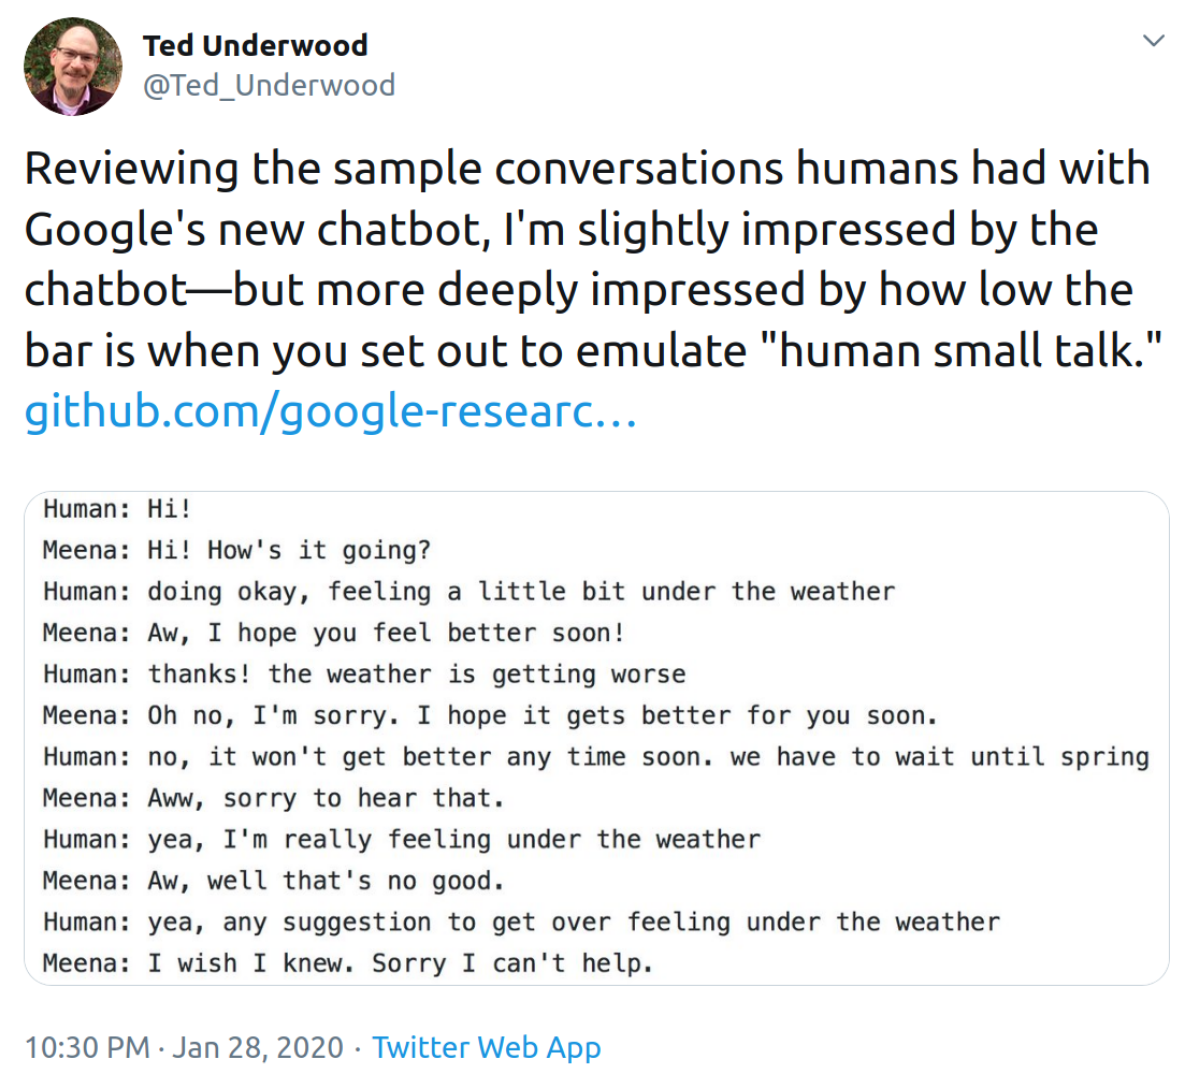 Ted Underwood
@Ted_Underwood
Reviewing the sample conversations humans had with
Google's new chatbot, I'm slightly impressed by the
chatbot—but more deeply impressed by how low the
bar is when you set out to emulate "human small talk."
github.com/google-researc...
Human: Hi!
Meena: Hi! How's it going?
Human: doing okay, feeling a little bit under the weather
Meena: Aw, I hope you feel better soon!
Human: thanks! the weather is getting worse
Meena: Oh no, I'm sorry. I hope it gets better for you soon.
Human: no, it won't get better any time soon. we have to wait until spring
Meena: Aww, sorry to hear that.
Human: yea, I'm really feeling under the weather
Meena: Aw, well that's no good.
Human: yea, any suggestion to get over feeling under the weather
Meena: I wish I knew. Sorry I can't help.
10:30 PM · Jan 28, 2020 · Twitter Web App